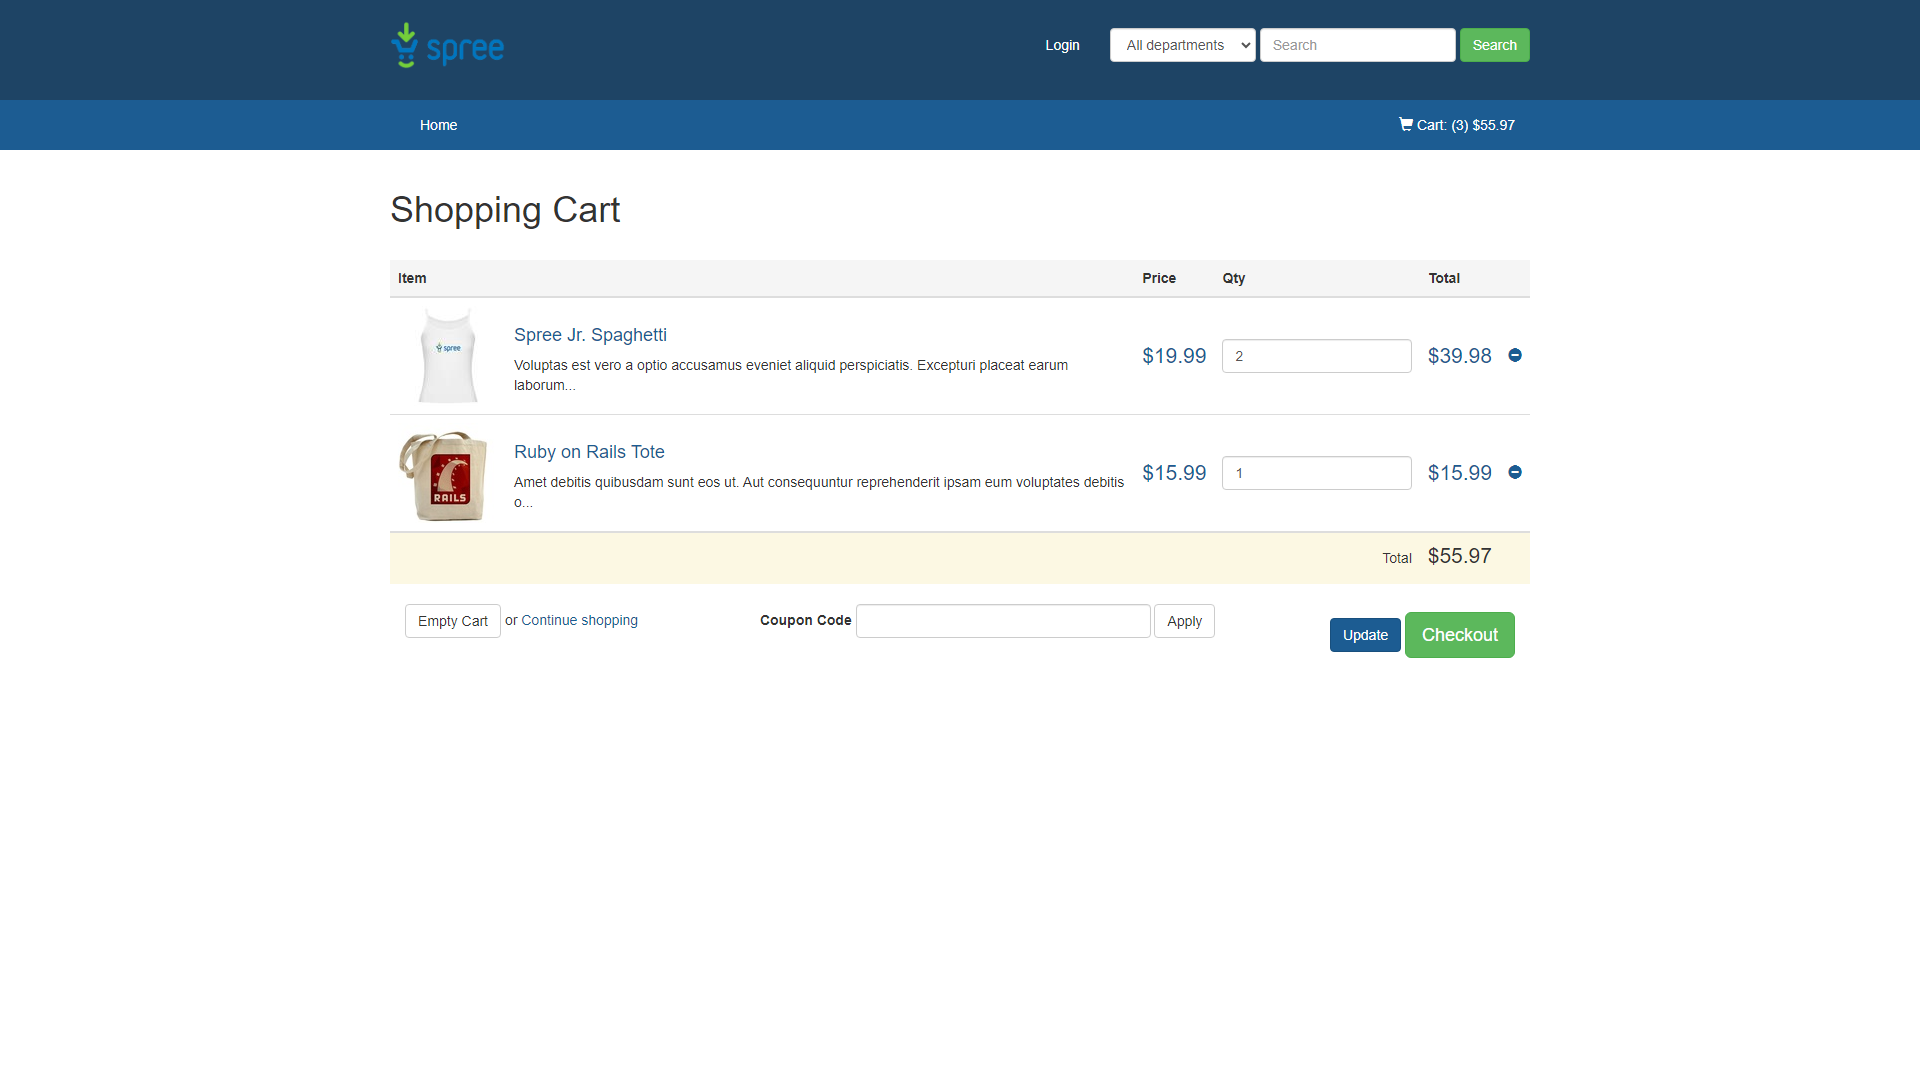 spree
Login
All departments
Search
Search
Home
Cart: (3) $55.97
Shopping Cart
Item Price Qty Total
spree
Spree Jr. Spaghetti
Voluptas est vero a optio accusamus eveniet aliquid perspiciatis. Excepturi placeat earum
laborum...
$19.99 2 $39.98
RAILS
Ruby on Rails Tote
Amet debitis quibusdam sunt eos ut. Aut consequuntur reprehenderit ipsam eum voluptates debitis
o...
$15.99 1 $15.99
Total $55.97
Empty Cart or Continue shopping
Coupon Code Apply
Update Checkout